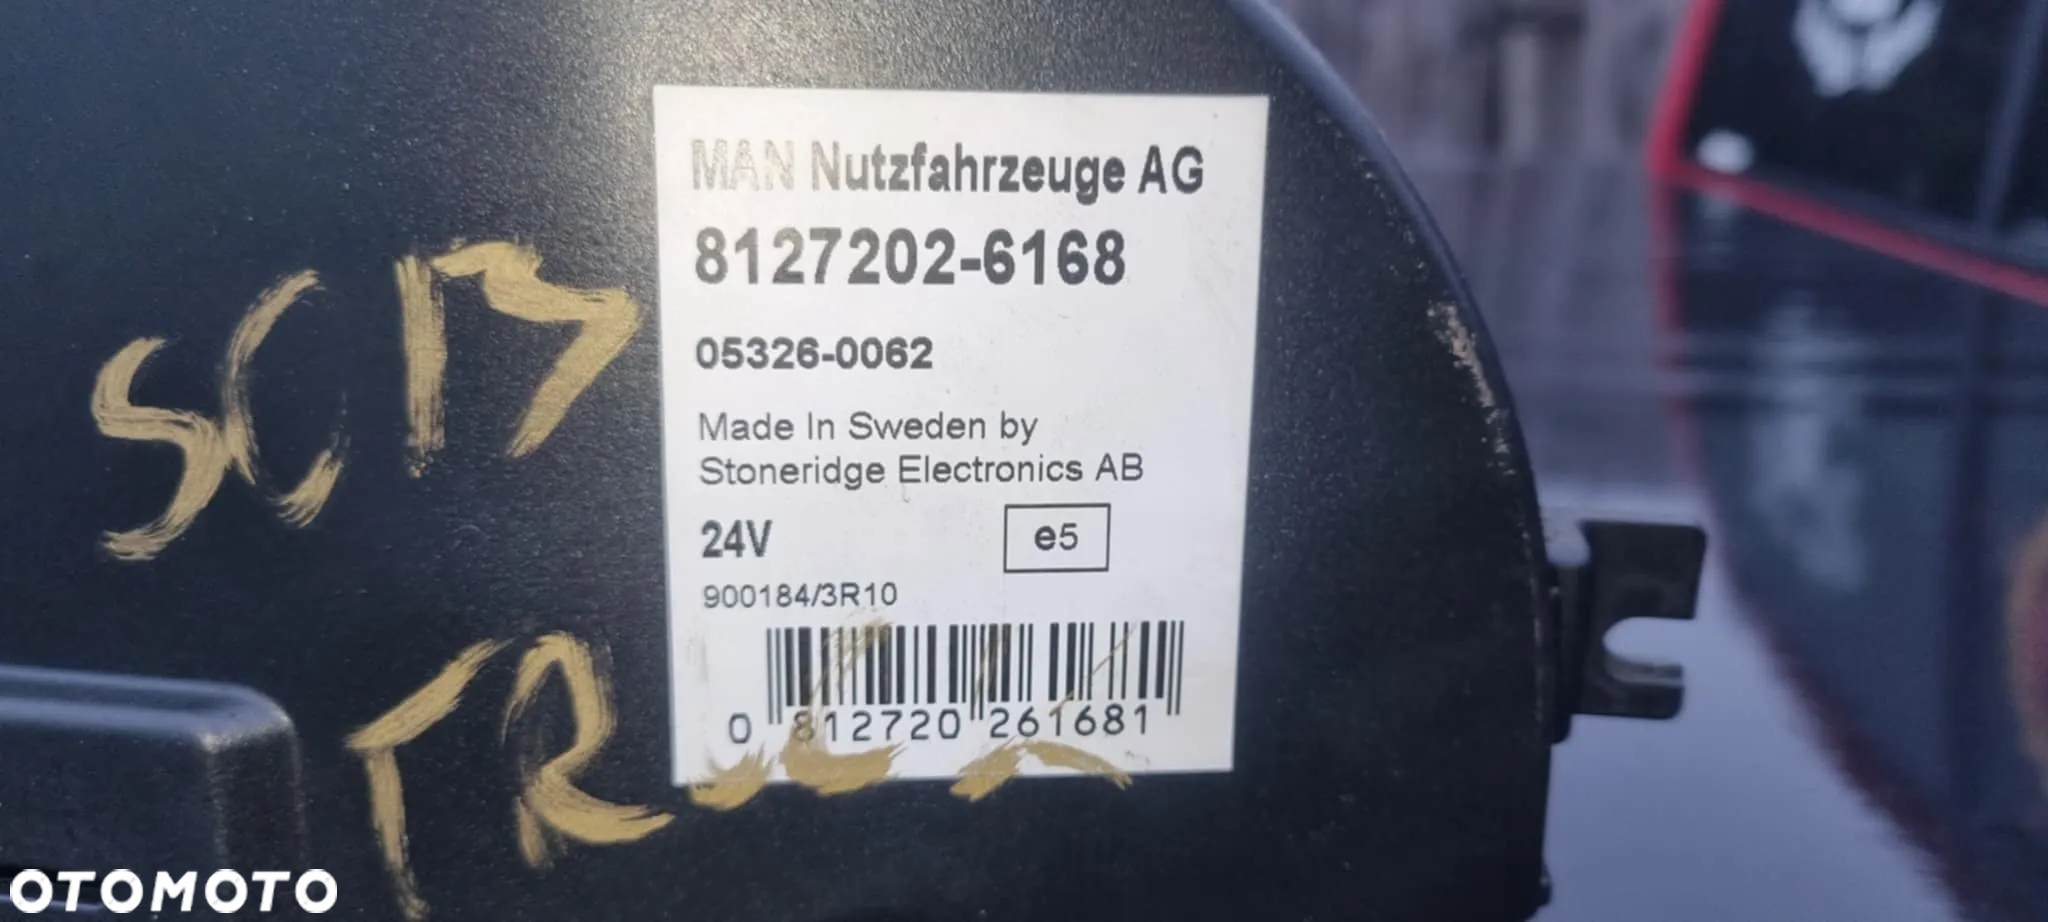 MAN Nutzfahrzeuge AG
8127202-6168
05326-0062
Made In Sweden by
Stoneridge Electronics AB
24V
e5
900184/3R10
0 812720 261681
TRUCK
OTOMOTO